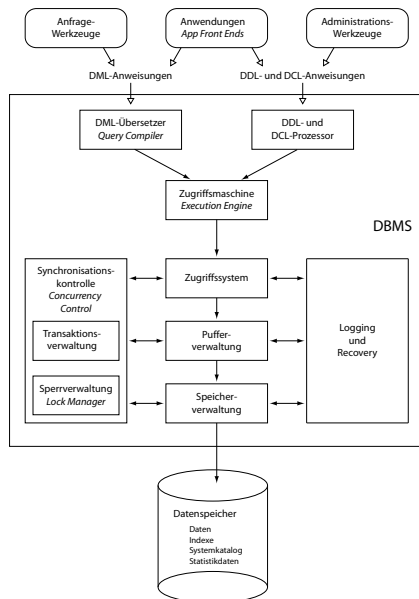 Anfrage-
Werkzeuge
Anwendungen
App Front Ends
Administrations-
Werkzeuge
DML-Anweisungen
DDL- und DCL-Anweisungen
DML-Übersetzer
Query Compiler
DDL- und
DCL-Prozessor
Zugriffsmaschine
Execution Engine
DBMS
Synchronisations-
kontrolle
Concurrency
Control
Zugriffssystem
Transaktions-
verwaltung
Puffer-
verwaltung
Logging
und
Recovery
Sperrverwaltung
Lock Manager
Speicher-
verwaltung
Datenspeicher
Daten
Indexe
Systemkatalog
Statistikdaten